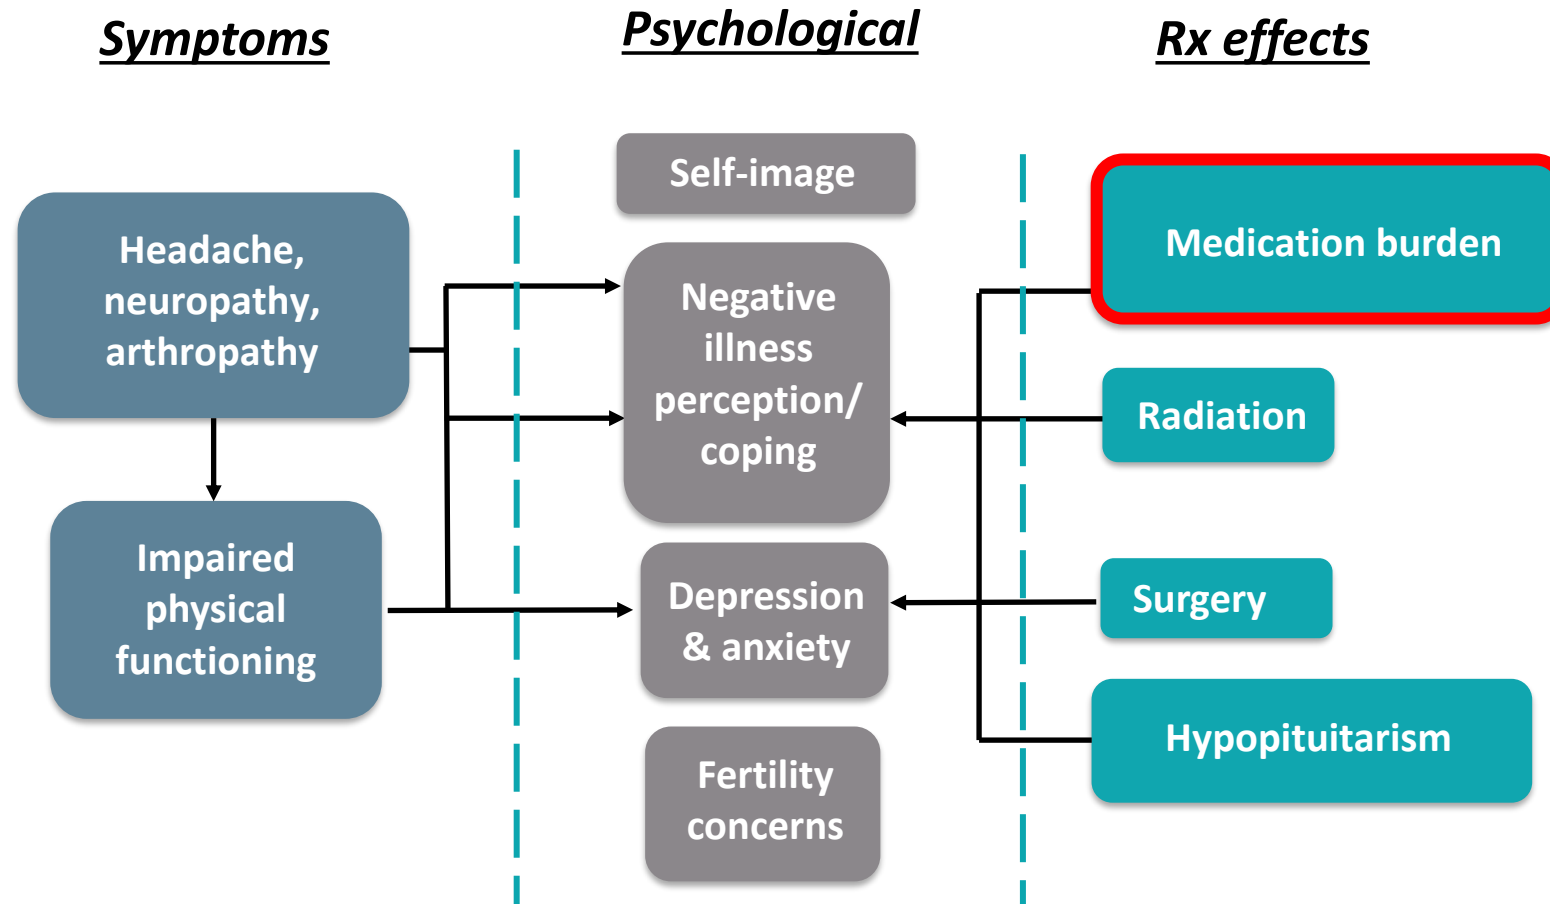 Symptoms
Psychological
Rx effects
Headache,
neuropathy,
arthropathy
Impaired
physical
functioning
Self-image
Negative
illness
perception/
coping
Depression
& anxiety
Fertility
concerns
Medication burden
Radiation
Surgery
Hypopituitarism